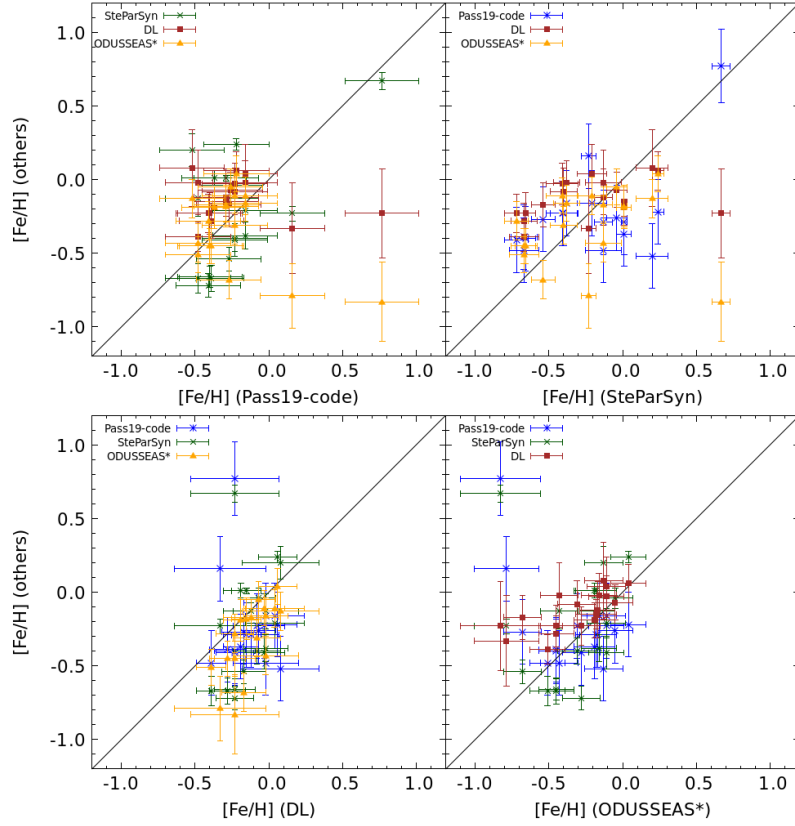 SteParSyn
DL
ODUSSEAS*
1.0
0.5
0.0
-0.5
-1.0
[Fe/H] (others)
-1.0 -0.5 0.0 0.5 1.0
[Fe/H] (Pass19-code)
Pass19-code
DL
ODUSSEAS*
-1.0 -0.5 0.0 0.5 1.0
[Fe/H] (SteParSyn)
Pass19-code
SteParSyn
ODUSSEAS*
1.0
0.5
0.0
-0.5
-1.0
[Fe/H] (others)
-1.0 -0.5 0.0 0.5 1.0
[Fe/H] (DL)
Pass19-code
SteParSyn
DL
-1.0 -0.5 0.0 0.5 1.0
[Fe/H] (ODUSSEAS*)